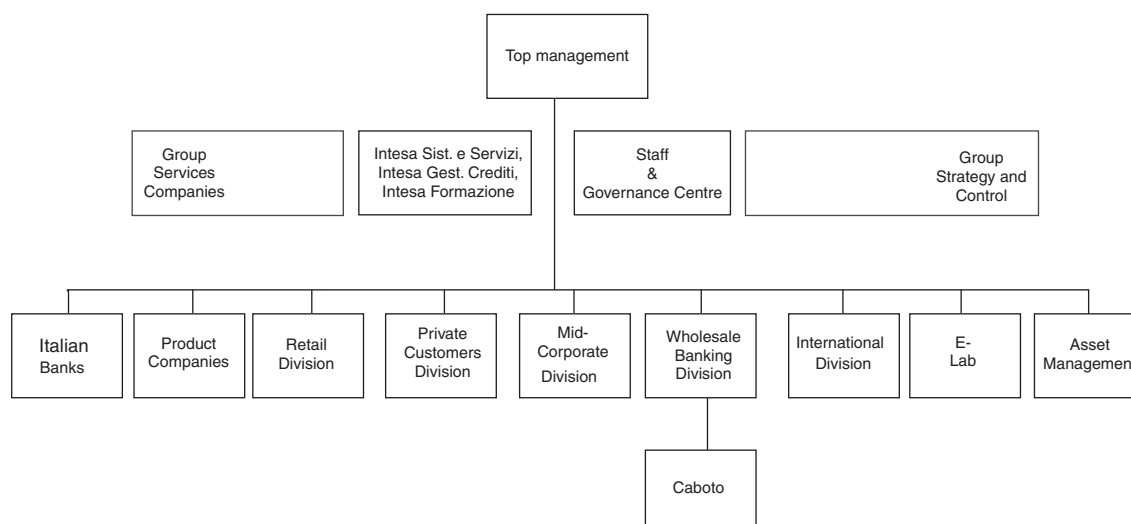 Top management
Group
Services
Companies
Intesa Sist. e Servizi,
Intesa Gest. Crediti,
Intesa Formazione
Staff
&
Governance Centre
Group
Strategy and
Control
Italian
Banks
Product
Companies
Retail
Division
Private
Customers
Division
Mid-
Corporate
Division
Wholesale
Banking
Division
International
Division
E-
Lab
Asset
Management
Caboto